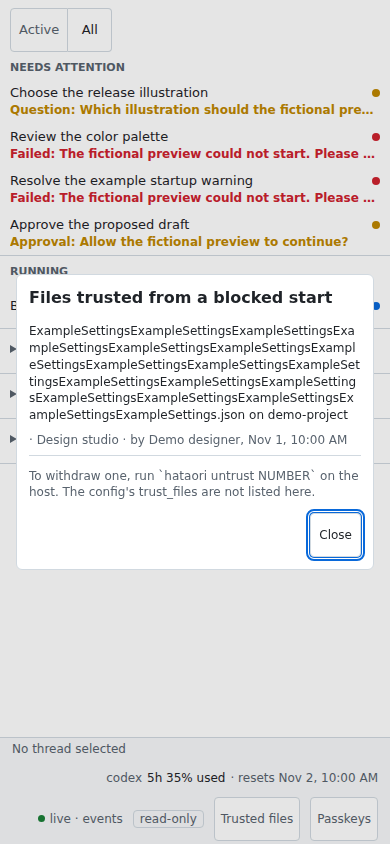 Active All
NEEDS ATTENTION
Choose the release illustration
Question: Which illustration should the fictional pre…
Review the color palette
Failed: The fictional preview could not start. Please …
Resolve the example startup warning
Failed: The fictional preview could not start. Please …
Approve the proposed draft
Approval: Allow the fictional preview to continue?
RUNNING
Files trusted from a blocked start
ExampleSettingsExampleSettingsExampleSettingsExa
mpleSettingsExampleSettingsExampleSettingsExampl
eSettingsExampleSettingsExampleSettingsExampleSet
tingsExampleSettingsExampleSettingsExampleSetting
sExampleSettingsExampleSettingsExampleSettingsEx
ampleSettingsExampleSettings.json on demo-project
· Design studio · by Demo designer, Nov 1, 10:00 AM
To withdraw one, run `hataori untrust NUMBER` on the
host. The config's trust_files are not listed here.
Close
No thread selected
codex 5h 35% used · resets Nov 2, 10:00 AM
live · events read-only Trusted files Passkeys